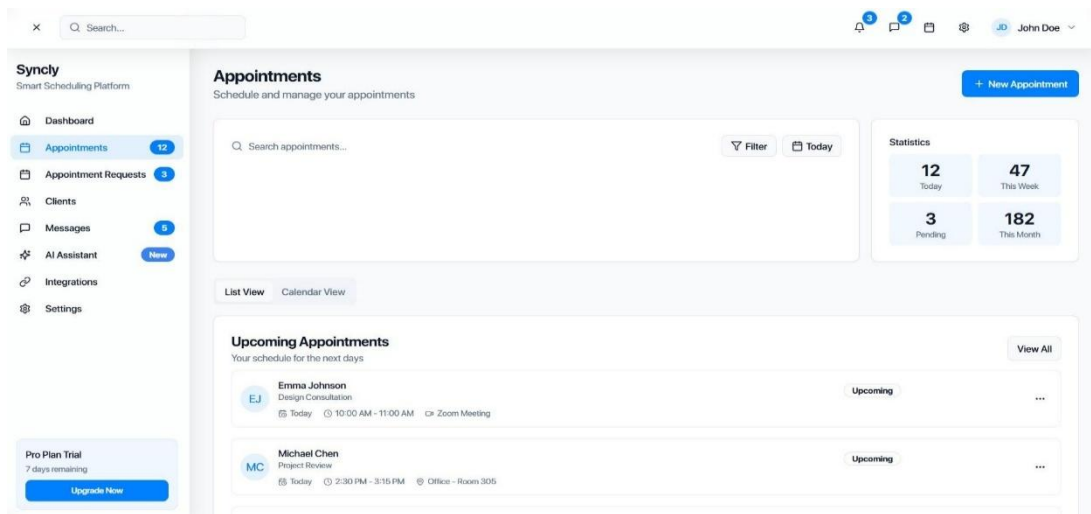 Search...
3
2
JD John Doe
Syncly
Smart Scheduling Platform
Dashboard
Appointments 12
Appointment Requests 3
Clients
Messages 5
AI Assistant New
Integrations
Settings
Pro Plan Trial
7 days remaining
Upgrade Now
Appointments
Schedule and manage your appointments
+ New Appointment
Search appointments...
Filter
Today
Statistics
12
Today
47
This Week
3
Pending
182
This Month
List View Calendar View
Upcoming Appointments
Your schedule for the next days
View All
EJ
Emma Johnson
Design Consultation
Today 10:00 AM - 11:00 AM Zoom Meeting
Upcoming
...
MC
Michael Chen
Project Review
Today 2:30 PM - 3:15 PM Office - Room 305
Upcoming
...